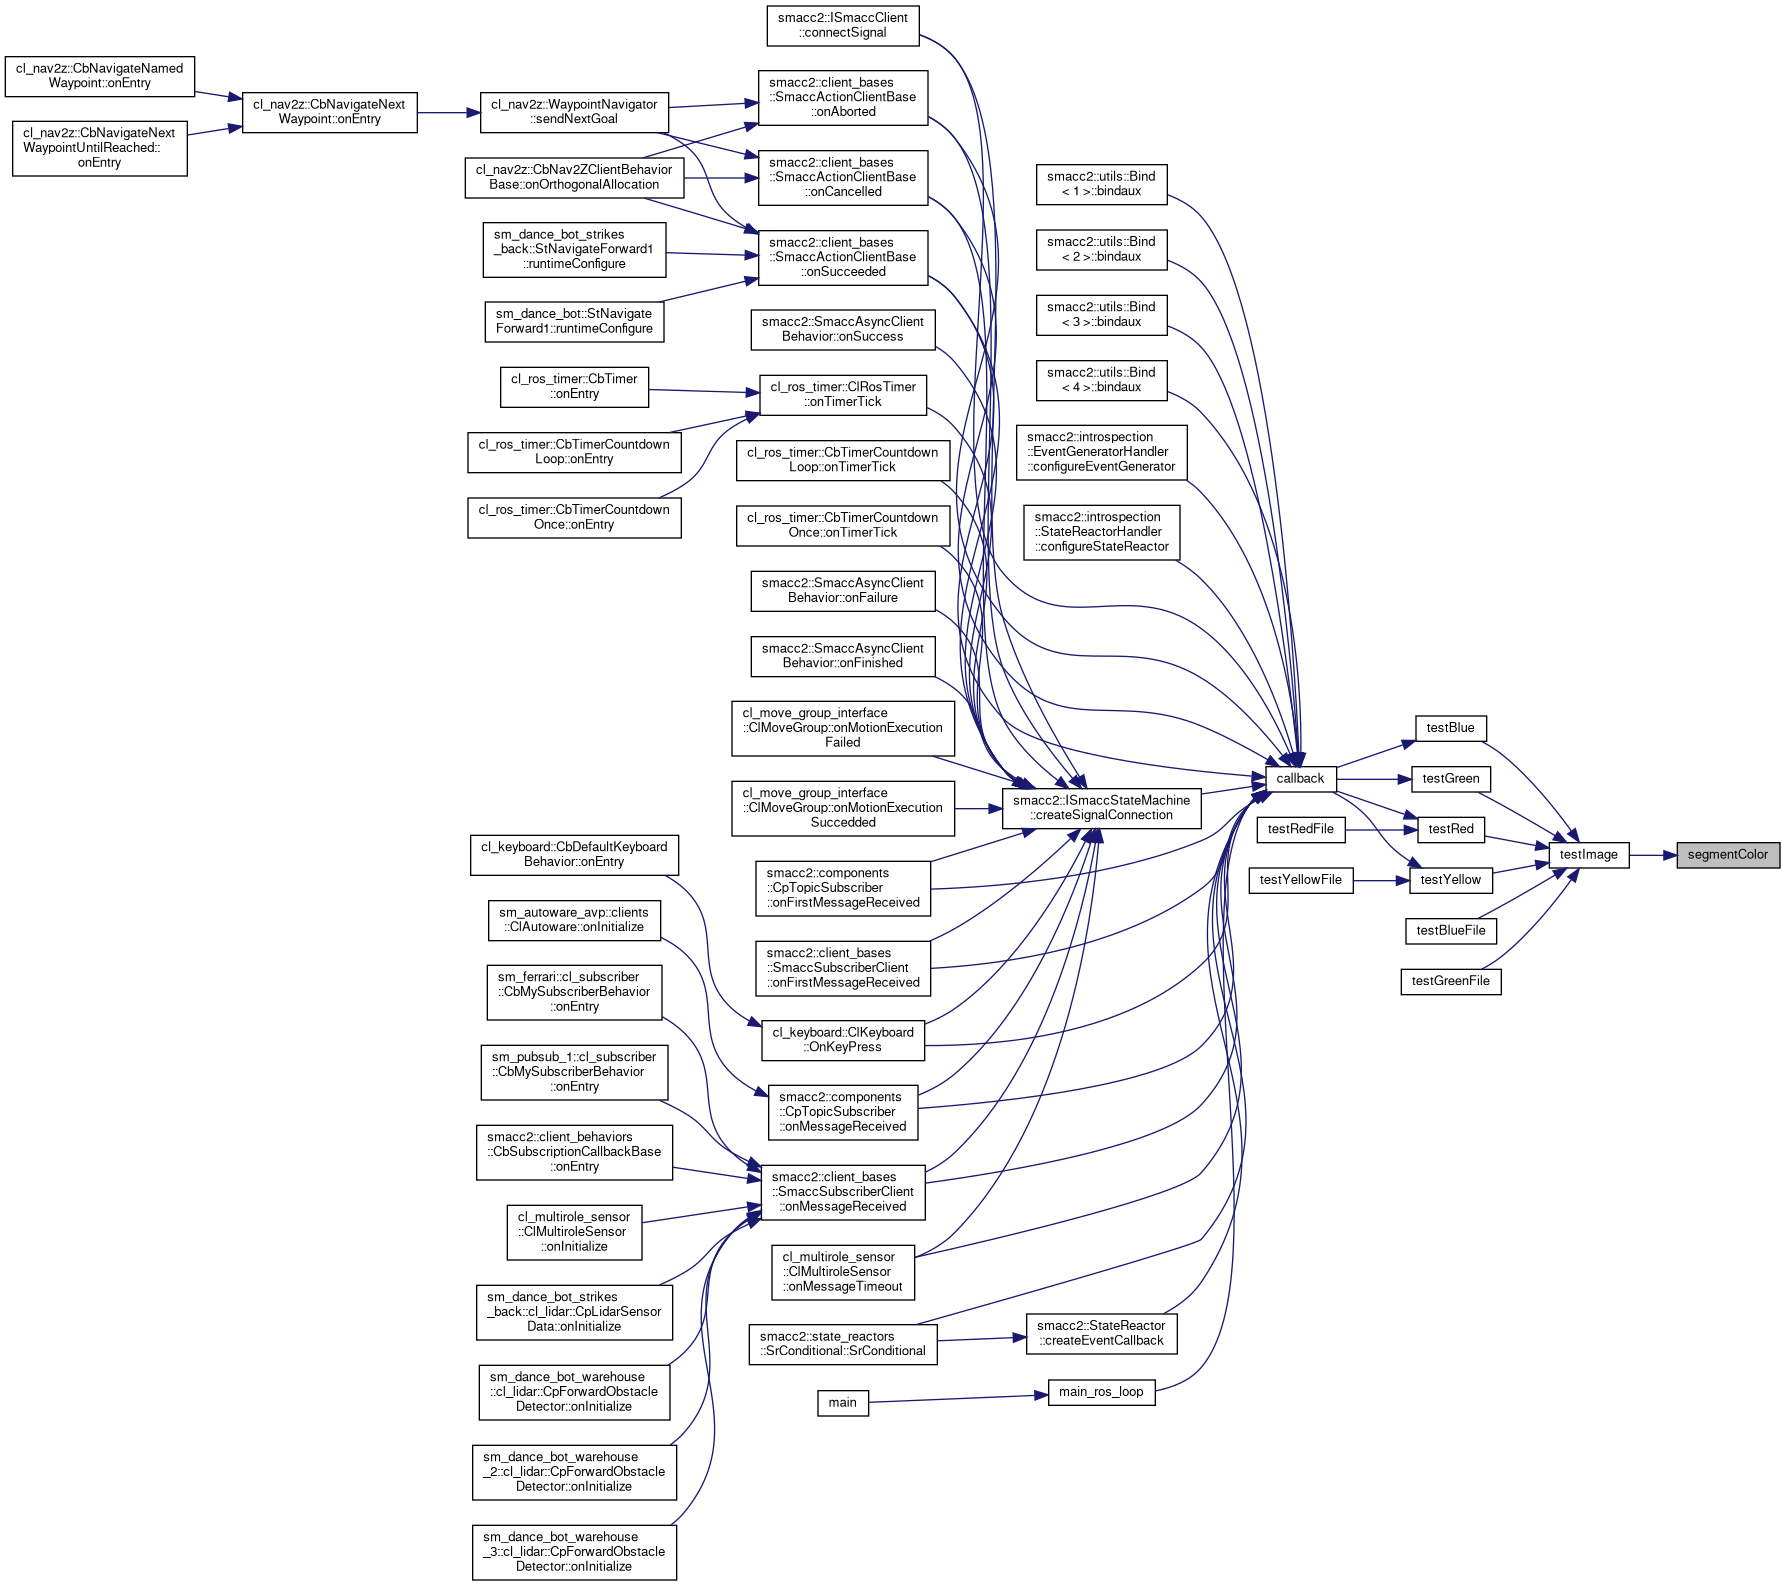 cl_nav2z::CbNavigateNamed
Waypoint::onEntry
cl_nav2z::CbNavigateNext
WaypointUntilReached::
onEntry
cl_nav2z::CbNavigateNext
Waypoint::onEntry
cl_nav2z::WaypointNavigator
::sendNextGoal
cl_nav2z::CbNav2ZClientBehavior
Base::onOrthogonalAllocation
sm_dance_bot_strikes
_back::StNavigateForward1
::runtimeConfigure
sm_dance_bot::StNavigate
Forward1::runtimeConfigure
cl_ros_timer::CbTimer
::onEntry
cl_ros_timer::CbTimerCountdown
Loop::onEntry
cl_ros_timer::CbTimerCountdown
Once::onEntry
cl_keyboard::CbDefaultKeyboard
Behavior::onEntry
sm_autoware_avp::clients
::ClAutoware::onInitialize
sm_ferrari::cl_subscriber
::CbMySubscriberBehavior
::onEntry
sm_pubsub_1::cl_subscriber
::CbMySubscriberBehavior
::onEntry
smacc2::client_behaviors
::CbSubscriptionCallbackBase
::onEntry
cl_multirole_sensor
::ClMultiroleSensor
::onInitialize
sm_dance_bot_strikes
_back::cl_lidar::CpLidarSensor
Data::onInitialize
sm_dance_bot_warehouse
::cl_lidar::CpForwardObstacle
Detector::onInitialize
sm_dance_bot_warehouse
_2::cl_lidar::CpForwardObstacle
Detector::onInitialize
sm_dance_bot_warehouse
_3::cl_lidar::CpForwardObstacle
Detector::onInitialize
smacc2::ISmaccClient
::connectSignal
smacc2::client_bases
::SmaccActionClientBase
::onAborted
smacc2::client_bases
::SmaccActionClientBase
::onCancelled
smacc2::client_bases
::SmaccActionClientBase
::onSucceeded
smacc2::SmaccAsyncClient
Behavior::onSuccess
cl_ros_timer::ClRosTimer
::onTimerTick
cl_ros_timer::CbTimerCountdown
Loop::onTimerTick
cl_ros_timer::CbTimerCountdown
Once::onTimerTick
smacc2::SmaccAsyncClient
Behavior::onFailure
smacc2::SmaccAsyncClient
Behavior::onFinished
cl_move_group_interface
::ClMoveGroup::onMotionExecution
Failed
cl_move_group_interface
::ClMoveGroup::onMotionExecution
Succedded
smacc2::components
::CpTopicSubscriber
::onFirstMessageReceived
smacc2::client_bases
::SmaccSubscriberClient
::onFirstMessageReceived
cl_keyboard::ClKeyboard
::OnKeyPress
smacc2::components
::CpTopicSubscriber
::onMessageReceived
smacc2::client_bases
::SmaccSubscriberClient
::onMessageReceived
cl_multirole_sensor
::ClMultiroleSensor
::onMessageTimeout
smacc2::state_reactors
::SrConditional::SrConditional
main
smacc2::utils::Bind
< 1 >::bindaux
smacc2::utils::Bind
< 2 >::bindaux
smacc2::utils::Bind
< 3 >::bindaux
smacc2::utils::Bind
< 4 >::bindaux
smacc2::introspection
::EventGeneratorHandler
::configureEventGenerator
smacc2::introspection
::StateReactorHandler
::configureStateReactor
smacc2::ISmaccStateMachine
::createSignalConnection
smacc2::StateReactor
::createEventCallback
main_ros_loop
callback
testRedFile
testYellowFile
testBlue
testGreen
testRed
testYellow
testBlueFile
testGreenFile
testImage
segmentColor